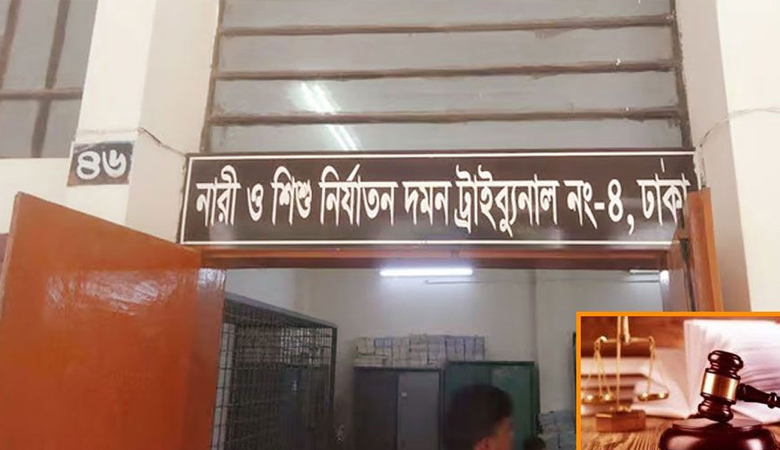 ৪৬
নারী ও শিশু নির্যাতন দমন ট্রাইব্যুনাল নং-৪, ঢাকা